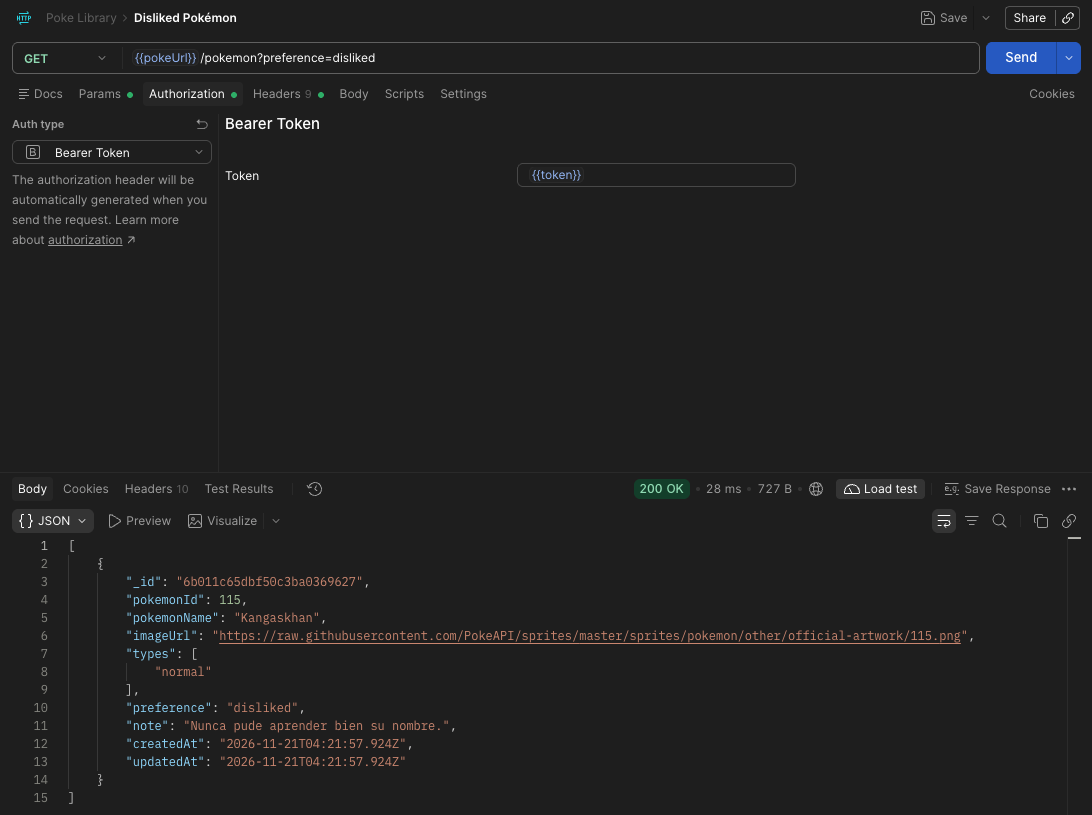 HTTP Poke Library > Disliked Pokémon Save Share
GET {{pokeUrl}} /pokemon?preference=disliked Send
Docs Params Authorization Headers 9 Body Scripts Settings Cookies
Auth type
B Bearer Token
The authorization header will be
automatically generated when you
send the request. Learn more
about authorization ↗
Bearer Token
Token {{token}}
Body Cookies Headers 10 Test Results 200 OK • 28 ms • 727 B • Load test e.g. Save Response
{} JSON Preview Visualize
1 [
2 {
3 "_id": "6b011c65dbf50c3ba0369627",
4 "pokemonId": 115,
5 "pokemonName": "Kangaskhan",
6 "imageUrl": "https://raw.githubusercontent.com/PokeAPI/sprites/master/sprites/pokemon/other/official-artwork/115.png",
7 "types": [
8 "normal"
9 ],
10 "preference": "disliked",
11 "note": "Nunca pude aprender bien su nombre.",
12 "createdAt": "2026-11-21T04:21:57.924Z",
13 "updatedAt": "2026-11-21T04:21:57.924Z"
14 }
15 ]